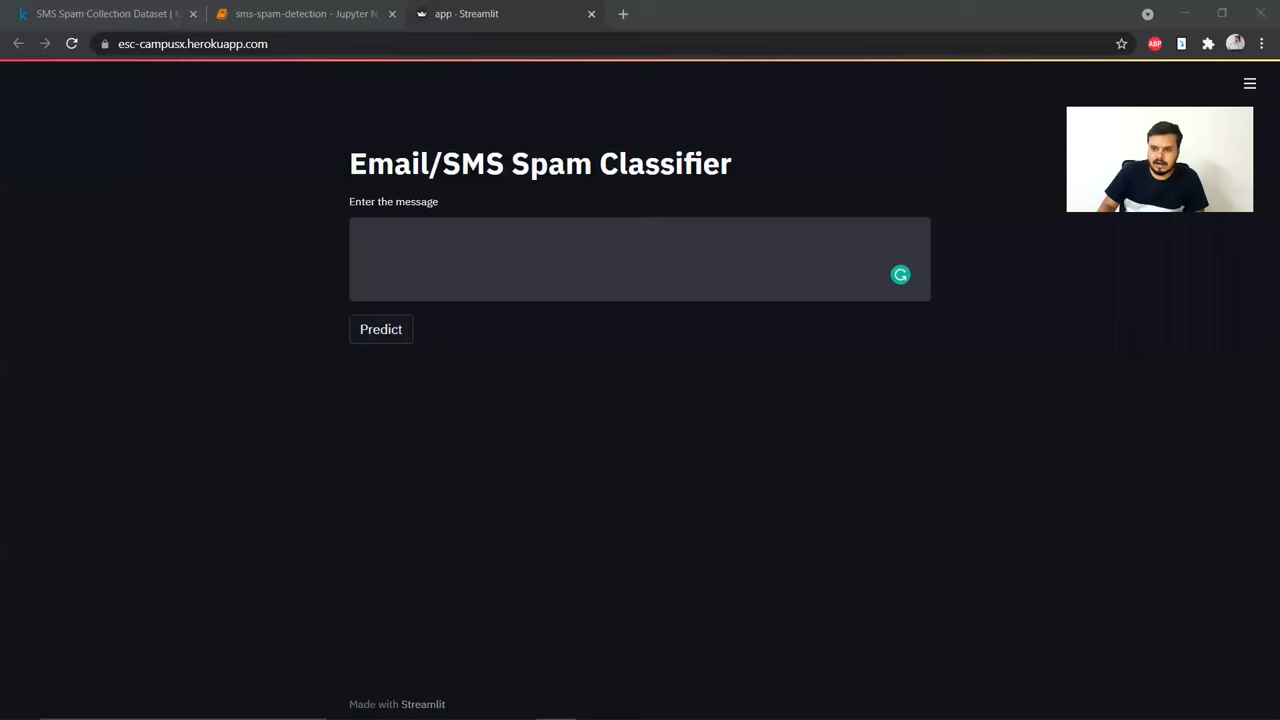 SMS Spam Collection Dataset |
sms-spam-detection - Jupyter N
app · Streamlit
esc-campusx.herokuapp.com
ABP
Email/SMS Spam Classifier
Enter the message
Predict
Made with Streamlit